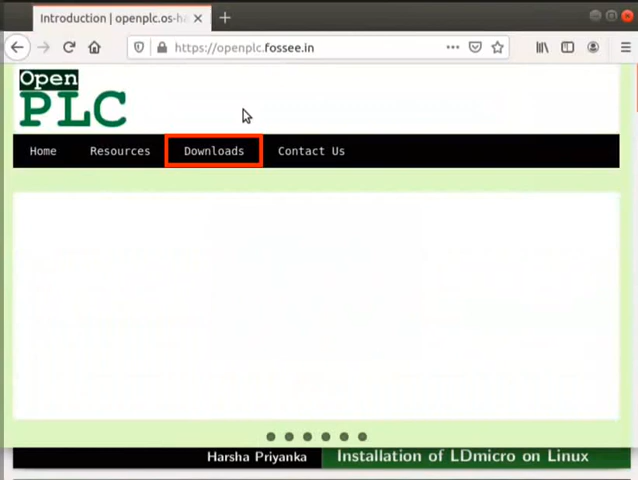 Introduction | openplc.os-ha
https://openplc.fossee.in
Open
PLC
Home Resources Downloads Contact Us
Harsha Priyanka Installation of LDmicro on Linux